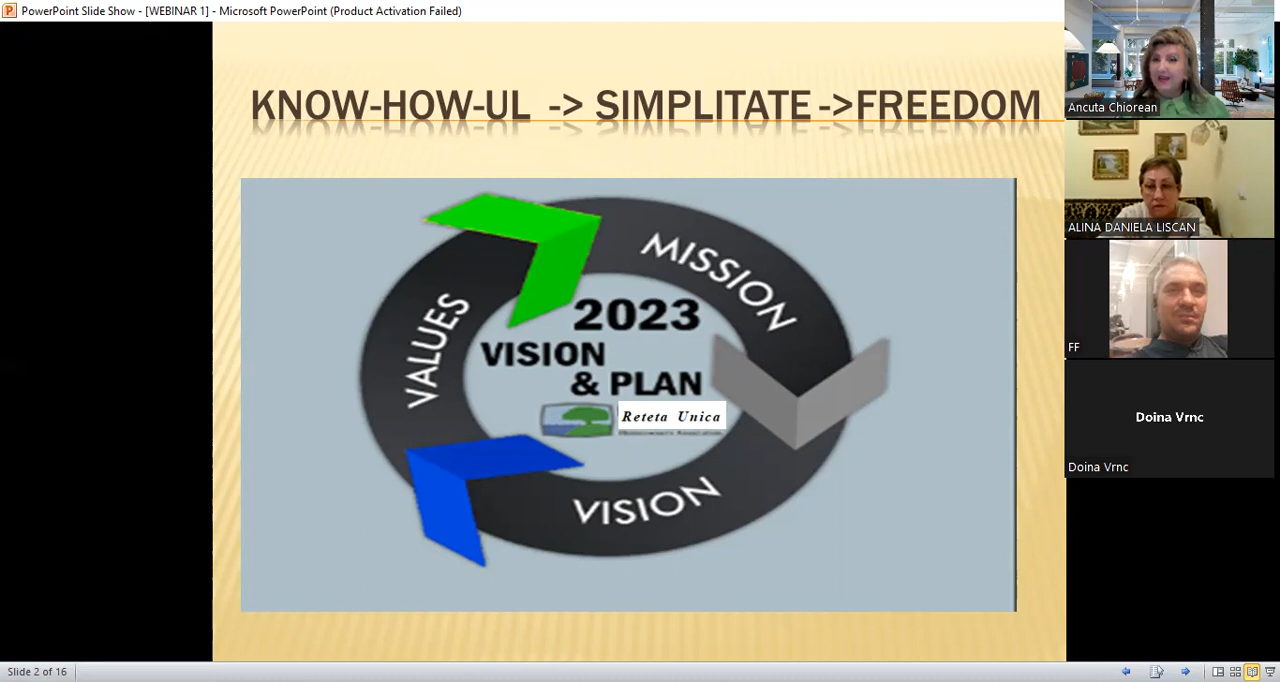 PowerPoint Slide Show - [WEBINAR 1] - Microsoft PowerPoint (Product Activation Failed)
KNOW-HOW-UL -> SIMPLITATE ->FREEDOM
MISSION
VALUES
2023
VISION
& PLAN
Reteta Unica
VISION
Ancuta Chiorean
ALINA DANIELA LISCAN
FF
Doina Vrnc
Doina Vrnc
Slide 2 of 16